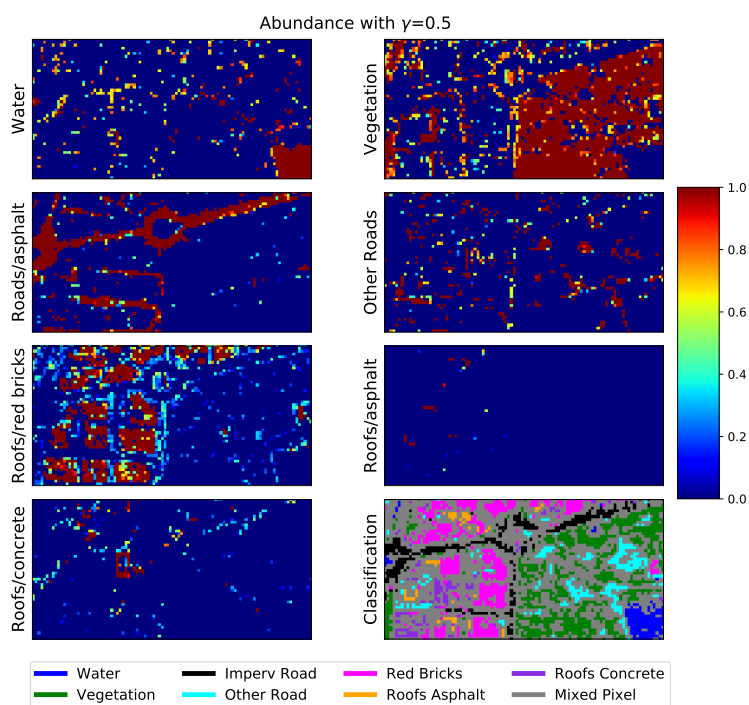 Abundance with γ=0.5
Water
Vegetation
Roads/asphalt
Other Roads
Roofs/red bricks
Roofs/asphalt
Roofs/concrete
Classification
1.0
0.8
0.6
0.4
0.2
0.0
Water
Imperv Road
Red Bricks
Roofs Concrete
Vegetation
Other Road
Roofs Asphalt
Mixed Pixel